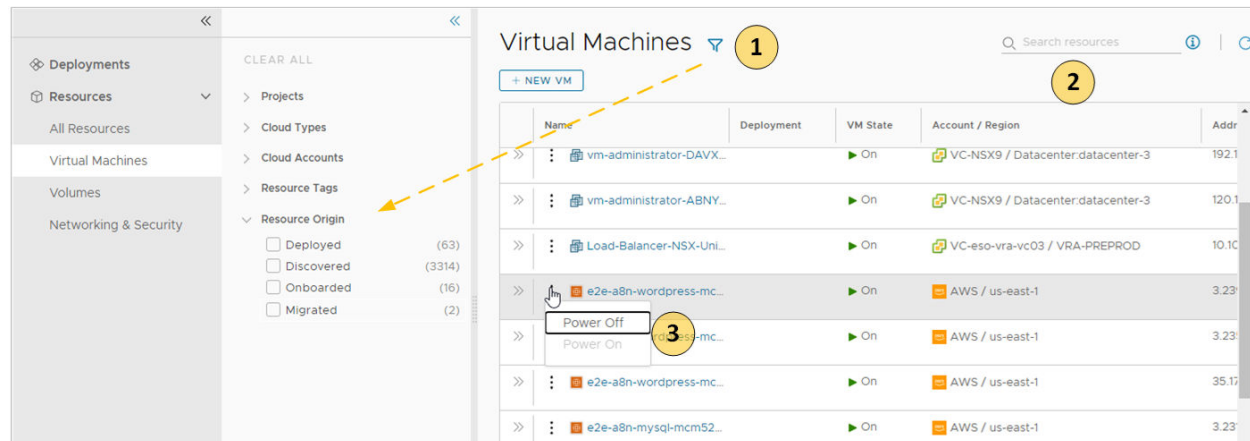 «
«
Deployments
Resources
All Resources
Virtual Machines
Volumes
Networking & Security
CLEAR ALL
Projects
Cloud Types
Cloud Accounts
Resource Tags
Resource Origin
Deployed (63)
Discovered (3314)
Onboarded (16)
Migrated (2)
Virtual Machines 1
Search resources
2
+ NEW VM
Name Deployment VM State Account / Region Addr
vm-administrator-DAVX... On VC-NSX9 / Datacenter:datacenter-3 192.1
vm-administrator-ABNY... On VC-NSX9 / Datacenter:datacenter-3 120.1
Load-Balancer-NSX-Uni... On VC-eso-vra-vc03 / VRA-PREPROD 10.10
e2e-a8n-wordpress-mc... On AWS / us-east-1 3.23
Power Off
3
Power On
-mc... On AWS / us-east-1 3.23
e2e-a8n-wordpress-mc... On AWS / us-east-1 35.17
e2e-a8n-mysql-mcm52... On AWS / us-east-1 3.23